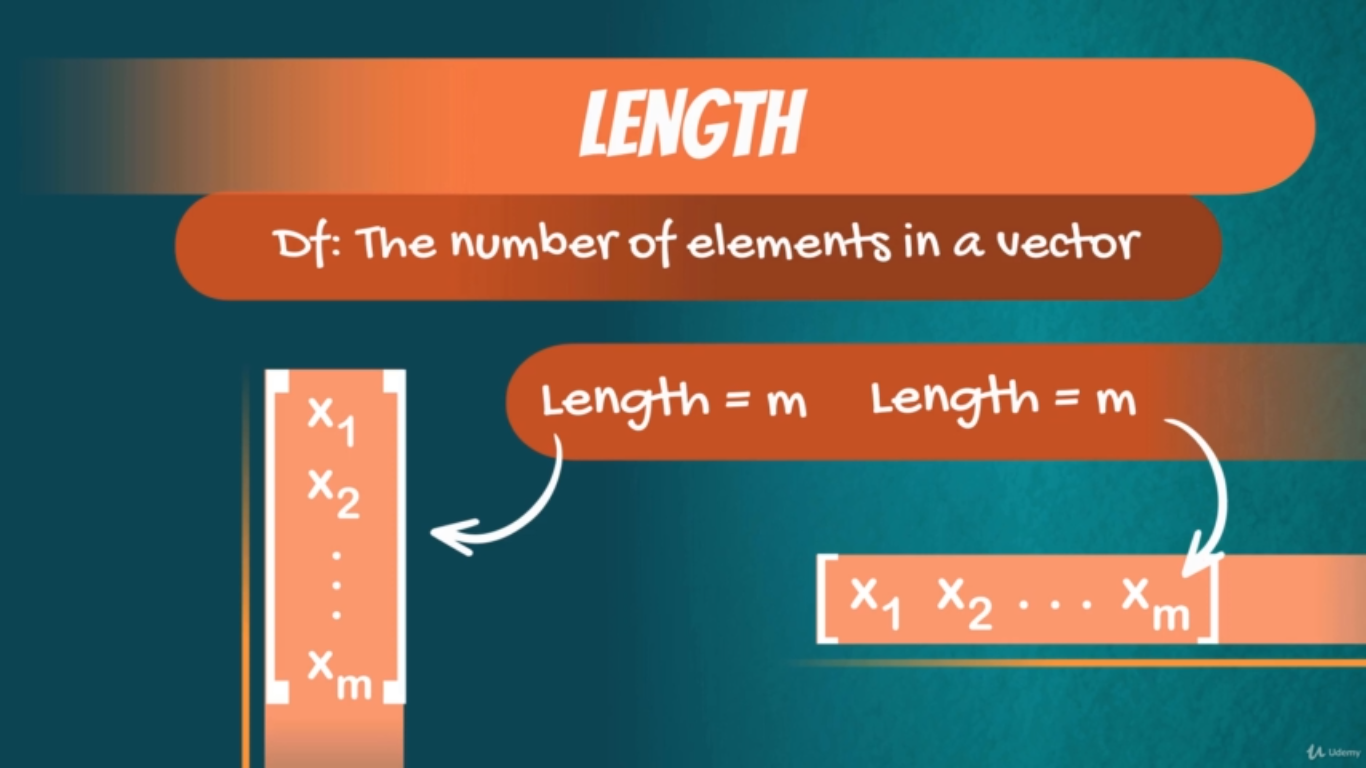 LENGTH
Df: The number of elements in a vector
Length = m Length = m
x1
x2
.
.
.
xm
[x1 x2 . . . xm]
Udemy